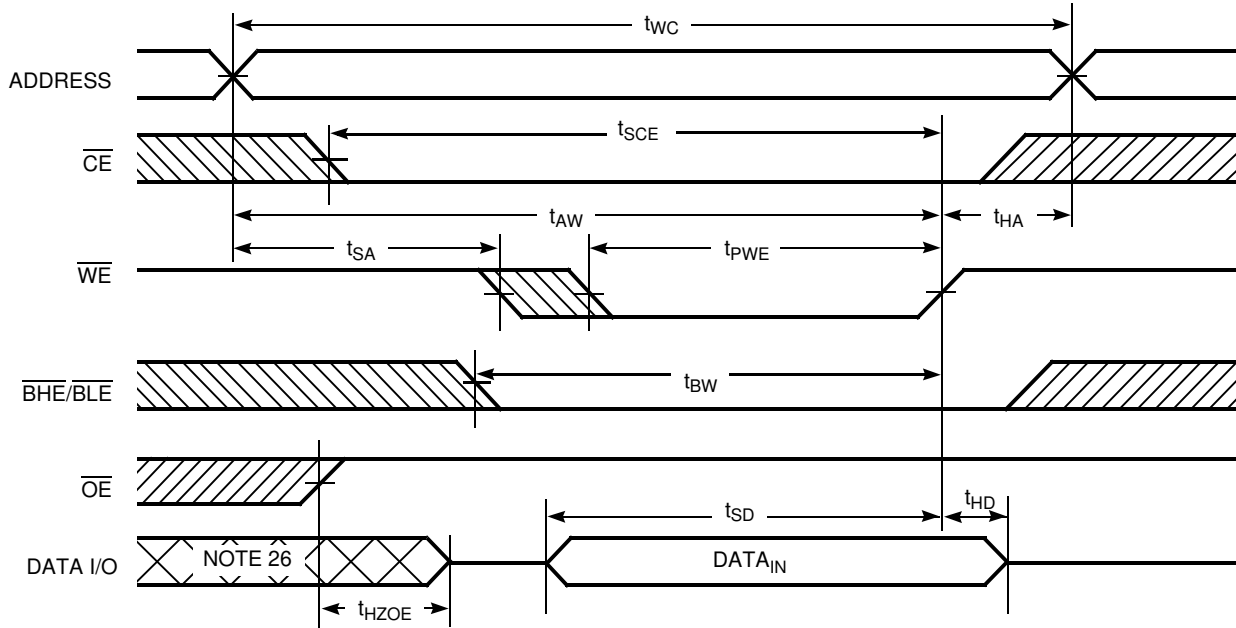 tWC
ADDRESS
tSCE
CE
tAW
tHA
tSA
tPWE
WE
BHE/BLE
tBW
OE
tSD
tHD
DATA I/O
NOTE 26
DATAIN
tHZOE